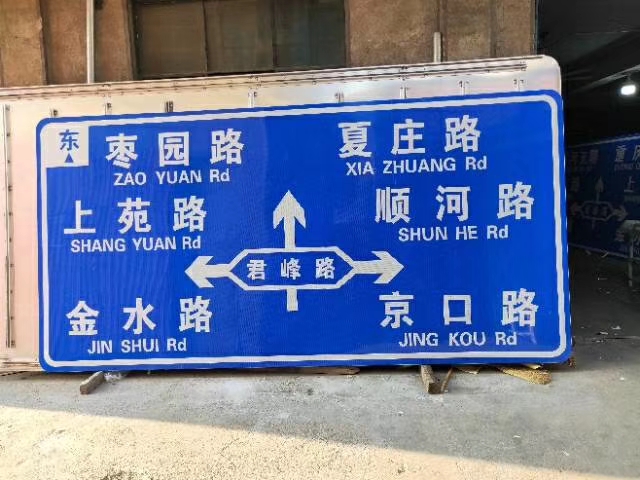 东
枣园路
ZAO YUAN Rd
夏庄路
XIA ZHUANG Rd
上苑路
SHANG YUAN Rd
顺河路
SHUN HE Rd
君峰路
金水路
JIN SHUI Rd
京口路
JING KOU Rd